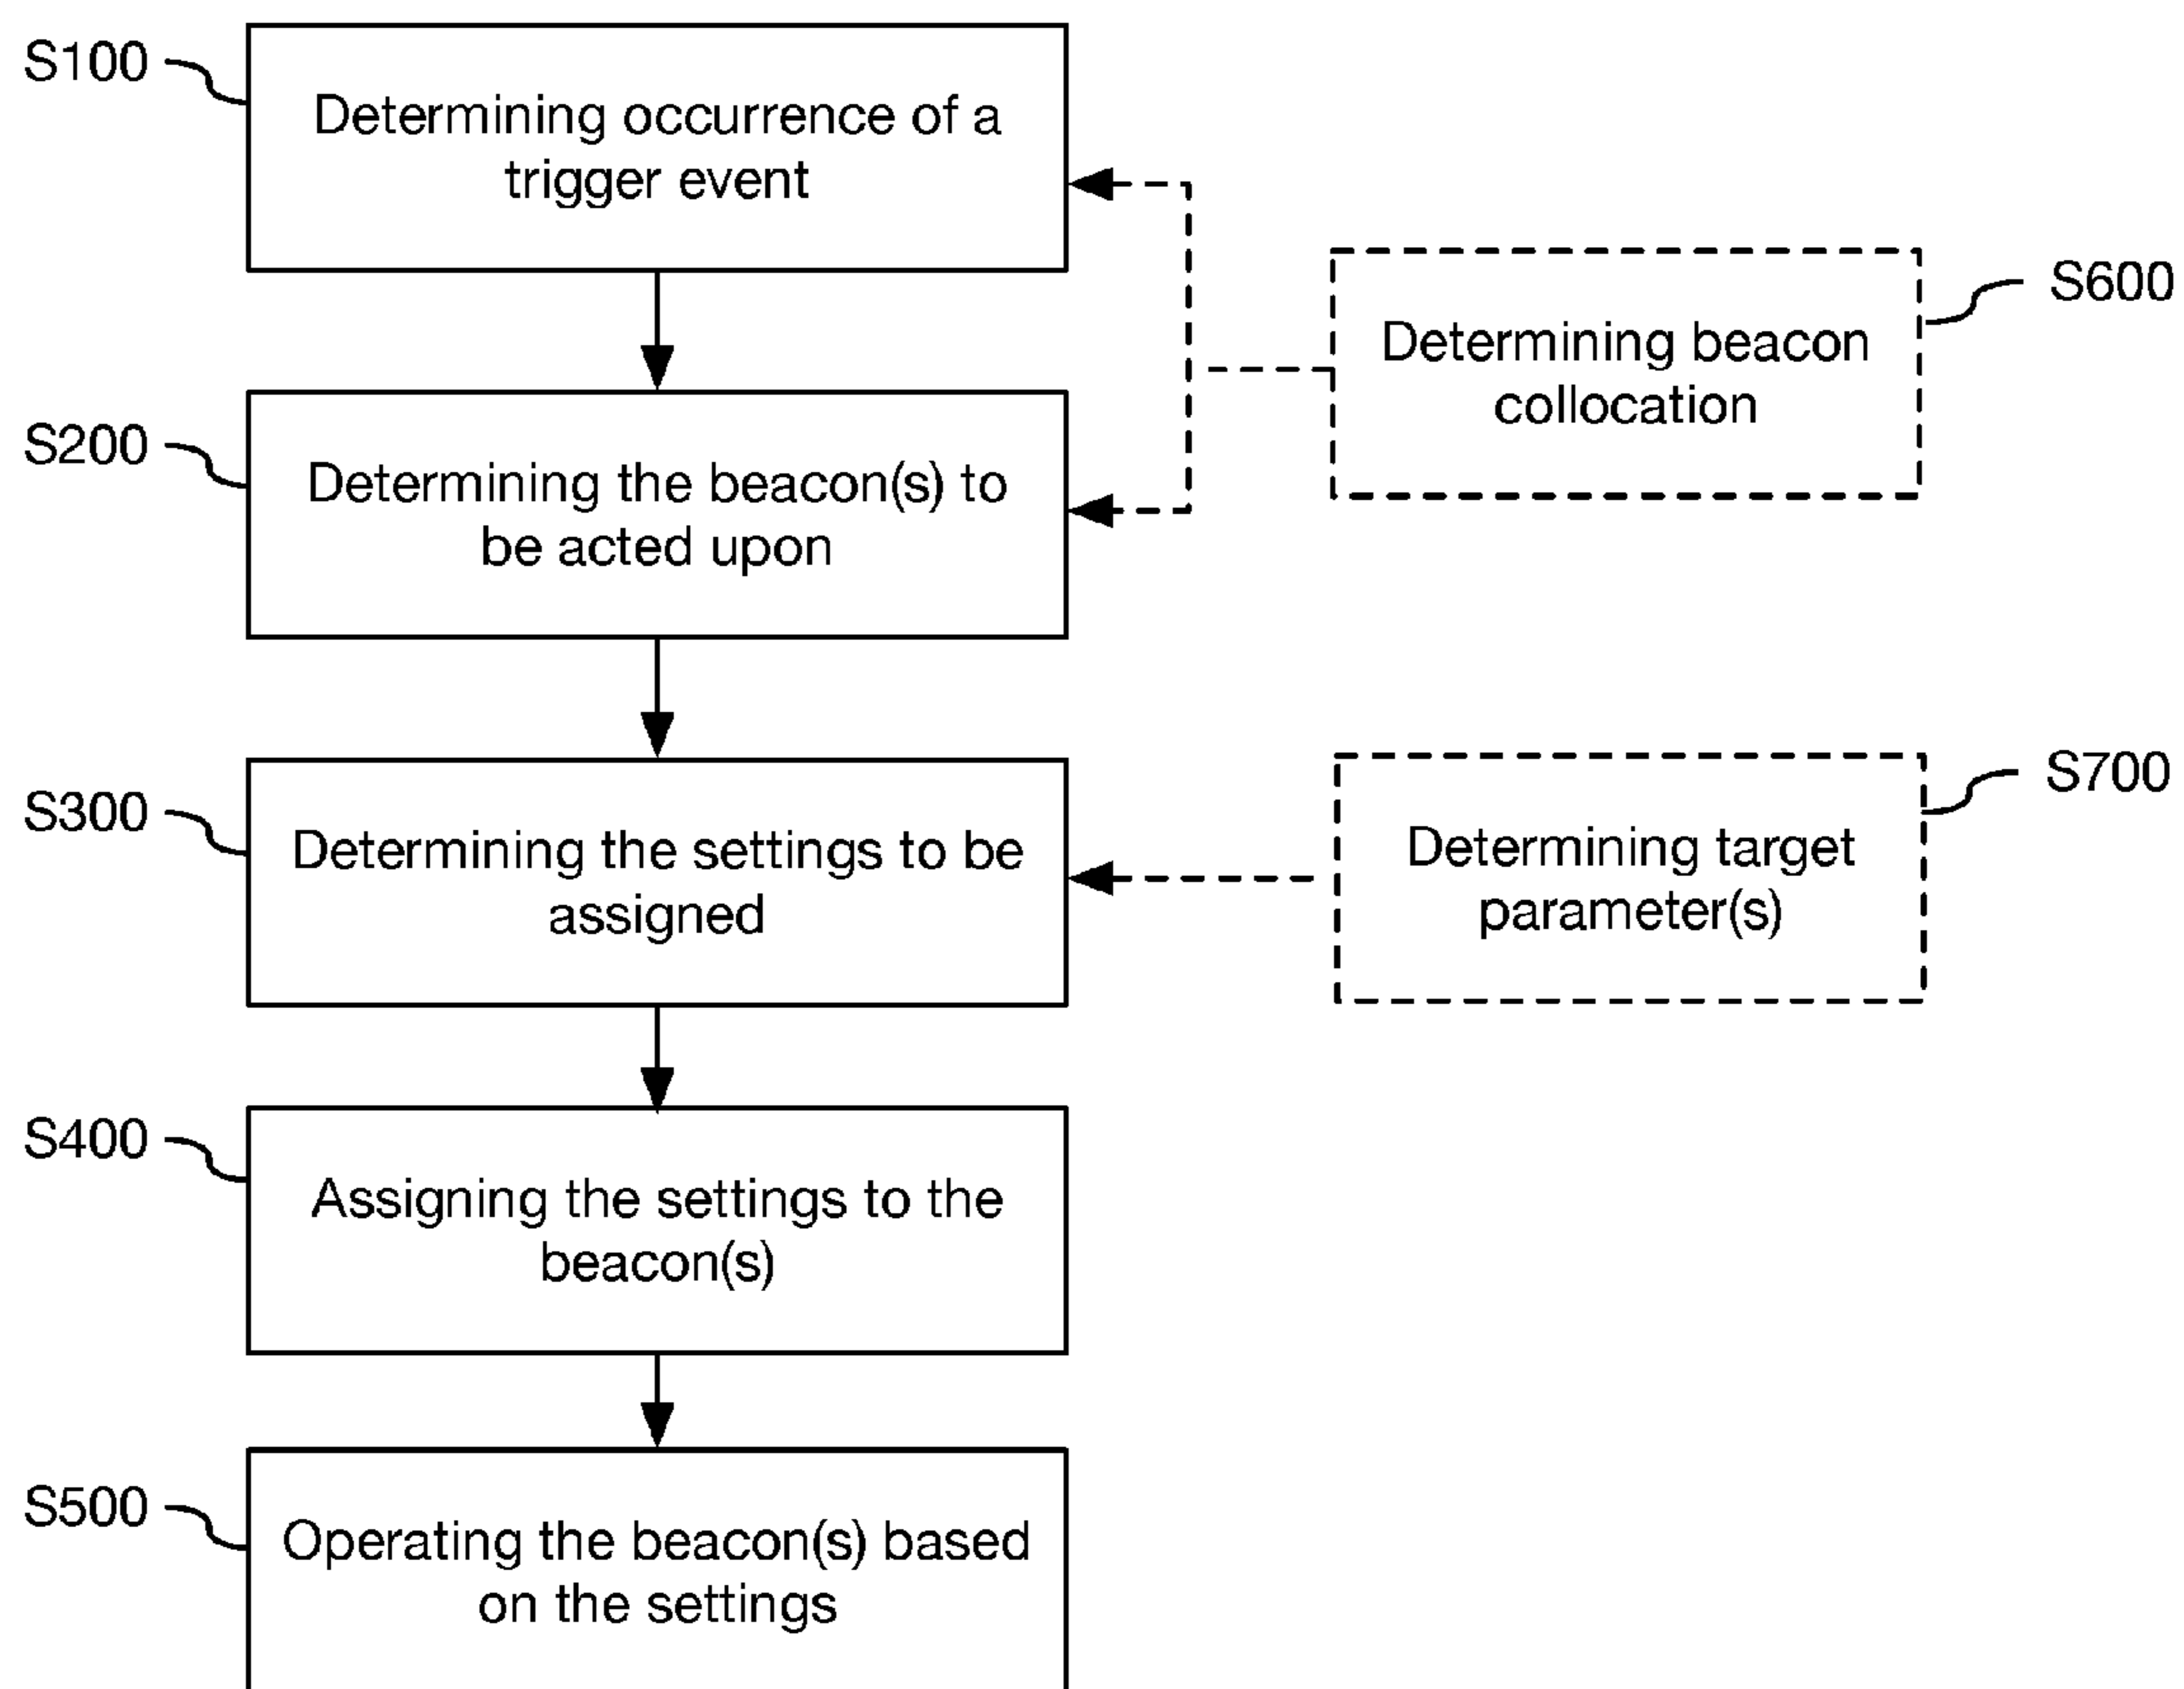 S100
Determining occurrence of a
trigger event
S600
Determining beacon
collocation
S200
Determining the beacon(s) to
be acted upon
S300
Determining the settings to be
assigned
S700
Determining target
parameter(s)
S400
Assigning the settings to the
beacon(s)
S500
Operating the beacon(s) based
on the settings